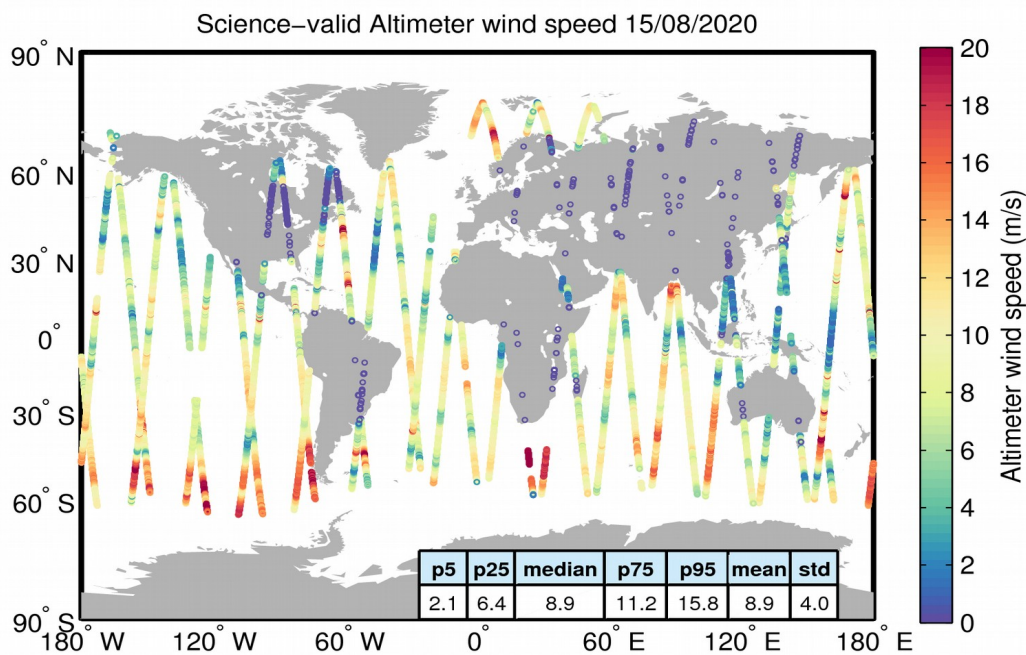 Science−valid Altimeter wind speed 15/08/2020
90° N
60° N
30° N
0°
30° S
60° S
90° S
180° W
120° W
60° W
0°
60° E
120° E
180° E
p5 p25 median p75 p95 mean std
2.1 6.4 8.9 11.2 15.8 8.9 4.0
20
18
16
14
12
10
8
6
4
2
0
Altimeter wind speed (m/s)